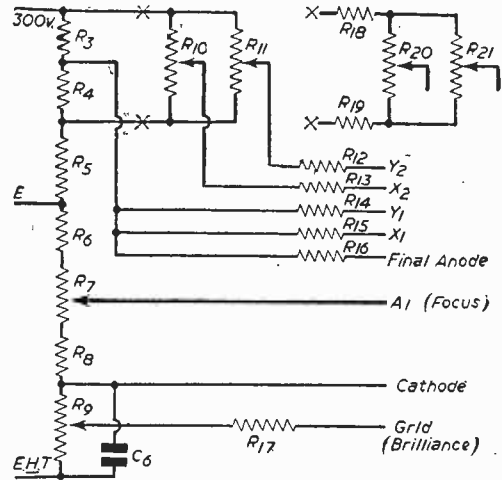 300v.
R3
R4
R5
E
R6
R7
R8
R9
E.H.T
C6
R10
R11
R18
R20
R21
R19
R12 Y2
R13 X2
R14 Y1
R15 X1
R16 Final Anode
A1 (Focus)
Cathode
R17 Grid
(Brilliance)